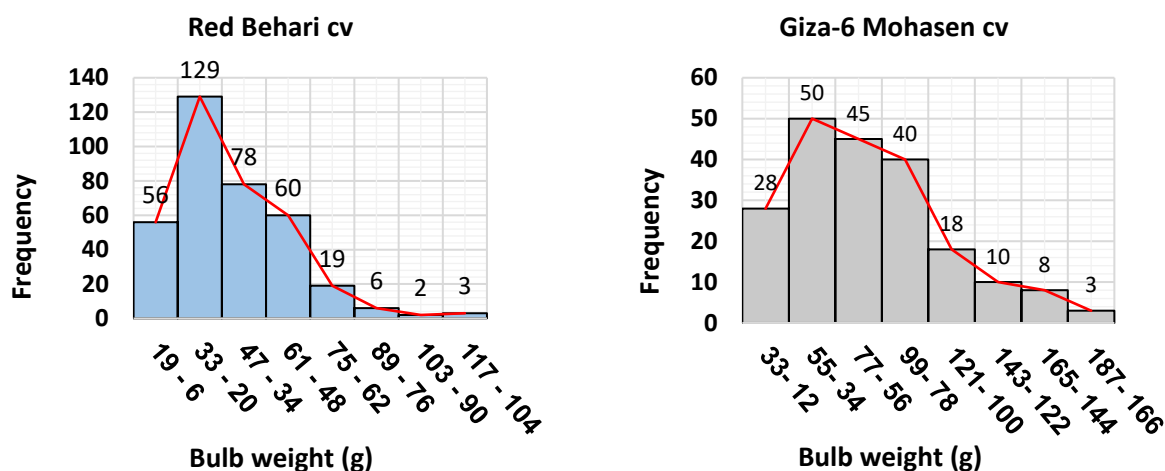 Red Behari cv
140
120
100
80
60
40
20
0
Frequency
56
129
78
60
19
6
2
3
19 - 6
33 - 20
47 - 34
61 - 48
75 - 62
89 - 76
103 - 90
117 - 104
Bulb weight (g)
Giza-6 Mohasen cv
60
50
40
30
20
10
0
Frequency
28
50
45
40
18
10
8
3
33- 12
55- 34
77- 56
99- 78
121- 100
143- 122
165- 144
187- 166
Bulb weight (g)